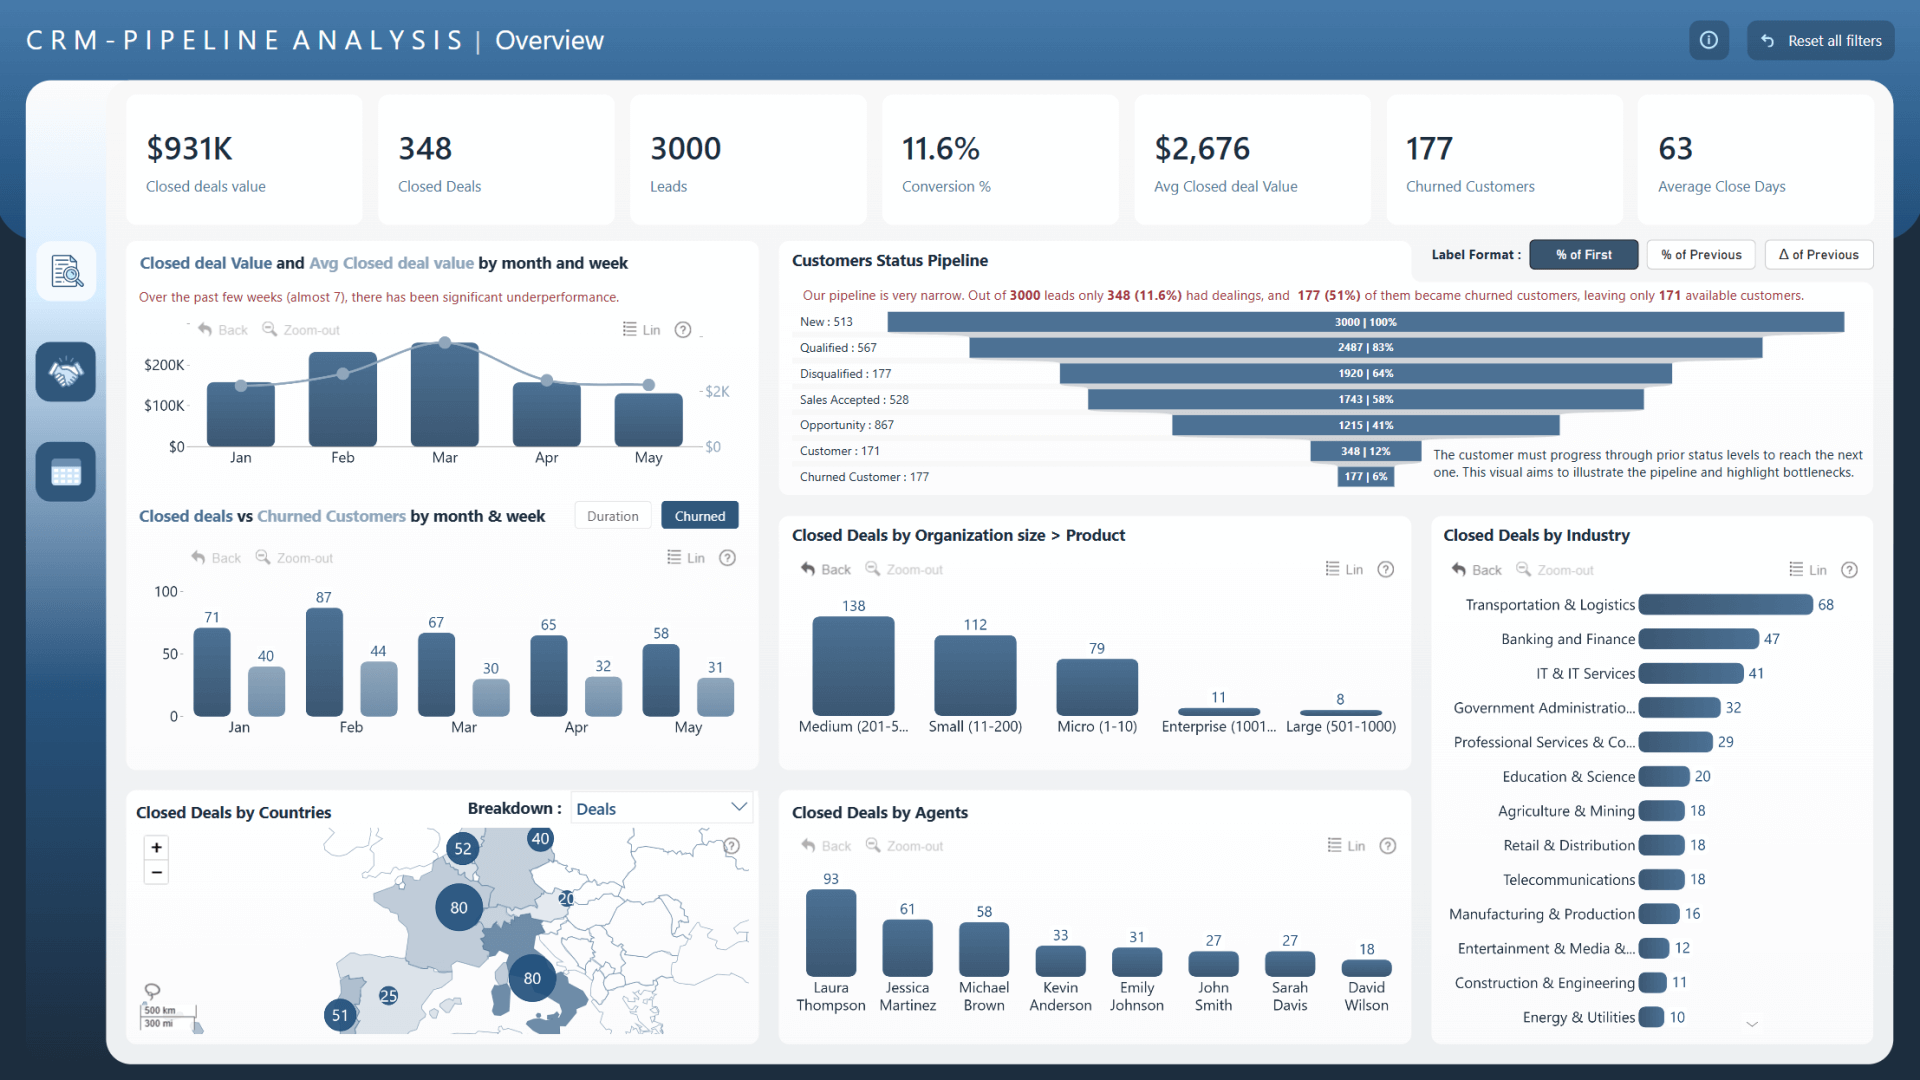 CRM-PIPELINE ANALYSIS | Overview
Reset all filters
$931K
Closed deals value
348
Closed Deals
3000
Leads
11.6%
Conversion %
$2,676
Avg Closed deal Value
177
Churned Customers
63
Average Close Days
Closed deal Value and Avg Closed deal value by month and week
Over the past few weeks (almost 7), there has been significant underperformance.
Back Zoom-out Lin ?
$200K
$100K
$0
$2K
$0
Jan Feb Mar Apr May
Closed deals vs Churned Customers by month & week
Duration Churned
Back Zoom-out Lin ?
100
50
0
71 40 87 44 67 30 65 32 58 31
Jan Feb Mar Apr May
Closed Deals by Countries
Breakdown : Deals
+
−
?
52
40
80
20
80
25
51
500 km
300 mi
Customers Status Pipeline
Label Format : % of First % of Previous Δ of Previous
Our pipeline is very narrow. Out of 3000 leads only 348 (11.6%) had dealings, and 177 (51%) of them became churned customers, leaving only 171 available customers.
New : 513 3000 | 100%
Qualified : 567 2487 | 83%
Disqualified : 177 1920 | 64%
Sales Accepted : 528 1743 | 58%
Opportunity : 867 1215 | 41%
Customer : 171 348 | 12%
Churned Customer : 177 177 | 6%
The customer must progress through prior status levels to reach the next
one. This visual aims to illustrate the pipeline and highlight bottlenecks.
Closed Deals by Organization size > Product
Back Zoom-out Lin ?
138 112 79 11 8
Medium (201-5... Small (11-200) Micro (1-10) Enterprise (1001... Large (501-1000)
Closed Deals by Agents
Back Zoom-out Lin ?
93 61 58 33 31 27 27 18
Laura Jessica Michael Kevin Emily John Sarah David
Thompson Martinez Brown Anderson Johnson Smith Davis Wilson
Closed Deals by Industry
Back Zoom-out Lin ?
Transportation & Logistics 68
Banking and Finance 47
IT & IT Services 41
Government Administratio... 32
Professional Services & Co... 29
Education & Science 20
Agriculture & Mining 18
Retail & Distribution 18
Telecommunications 18
Manufacturing & Production 16
Entertainment & Media &... 12
Construction & Engineering 11
Energy & Utilities 10